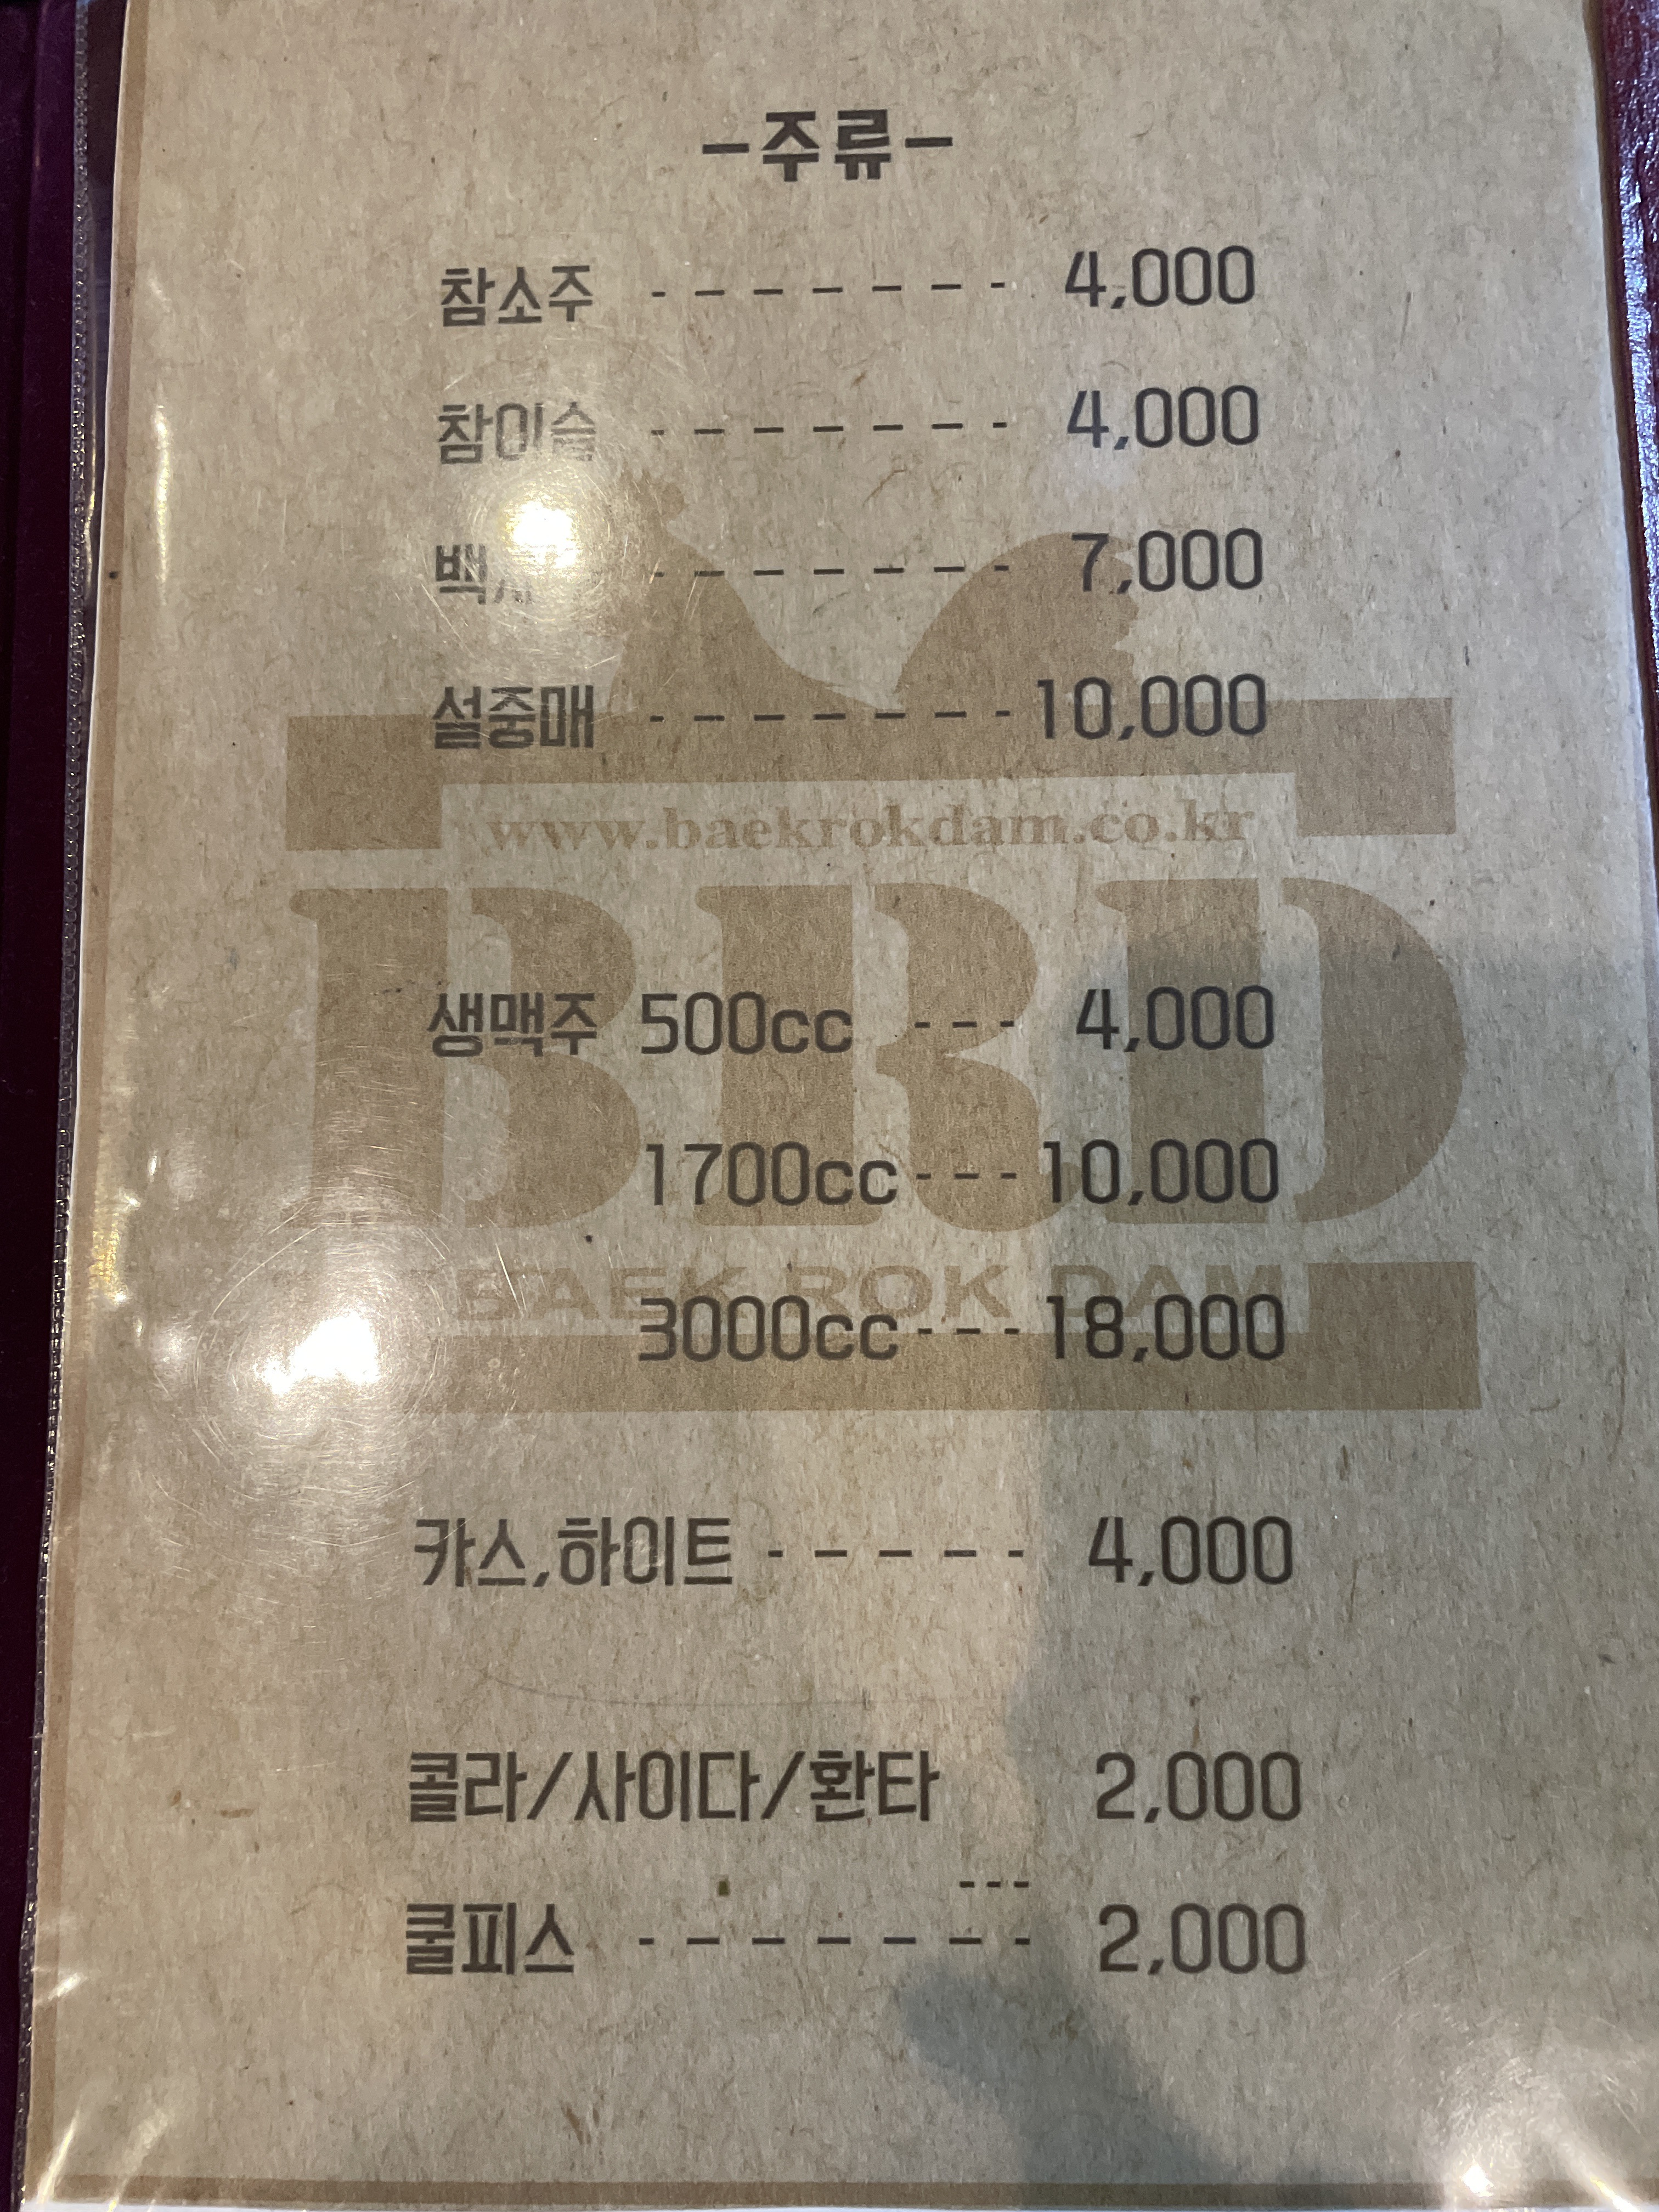 -주류-
참소주 ------- 4,000
참이슬 ------- 4,000
------- 7,000
설중매 ------- 10,000
www.baekrokdam.co.kr
BRD
생맥주 500cc --- 4,000
1700cc --- 10,000
BAEK ROK DAM
3000cc --- 18,000
카스,하이트 ----- 4,000
콜라/사이다/환타 --- 2,000
쿨피스 ------- 2,000